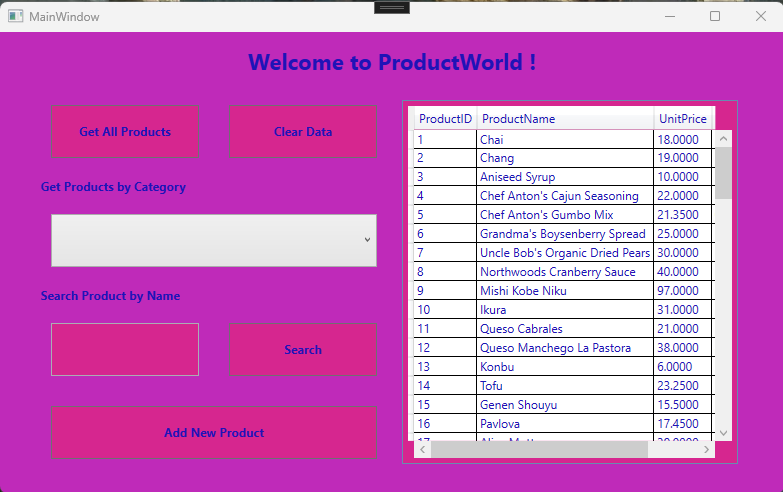 MainWindow
Welcome to ProductWorld !
Get All Products
Clear Data
Get Products by Category
Search Product by Name
Search
Add New Product
ProductID ProductName UnitPrice
1 Chai 18.0000
2 Chang 19.0000
3 Aniseed Syrup 10.0000
4 Chef Anton's Cajun Seasoning 22.0000
5 Chef Anton's Gumbo Mix 21.3500
6 Grandma's Boysenberry Spread 25.0000
7 Uncle Bob's Organic Dried Pears 30.0000
8 Northwoods Cranberry Sauce 40.0000
9 Mishi Kobe Niku 97.0000
10 Ikura 31.0000
11 Queso Cabrales 21.0000
12 Queso Manchego La Pastora 38.0000
13 Konbu 6.0000
14 Tofu 23.2500
15 Genen Shouyu 15.5000
16 Pavlova 17.4500